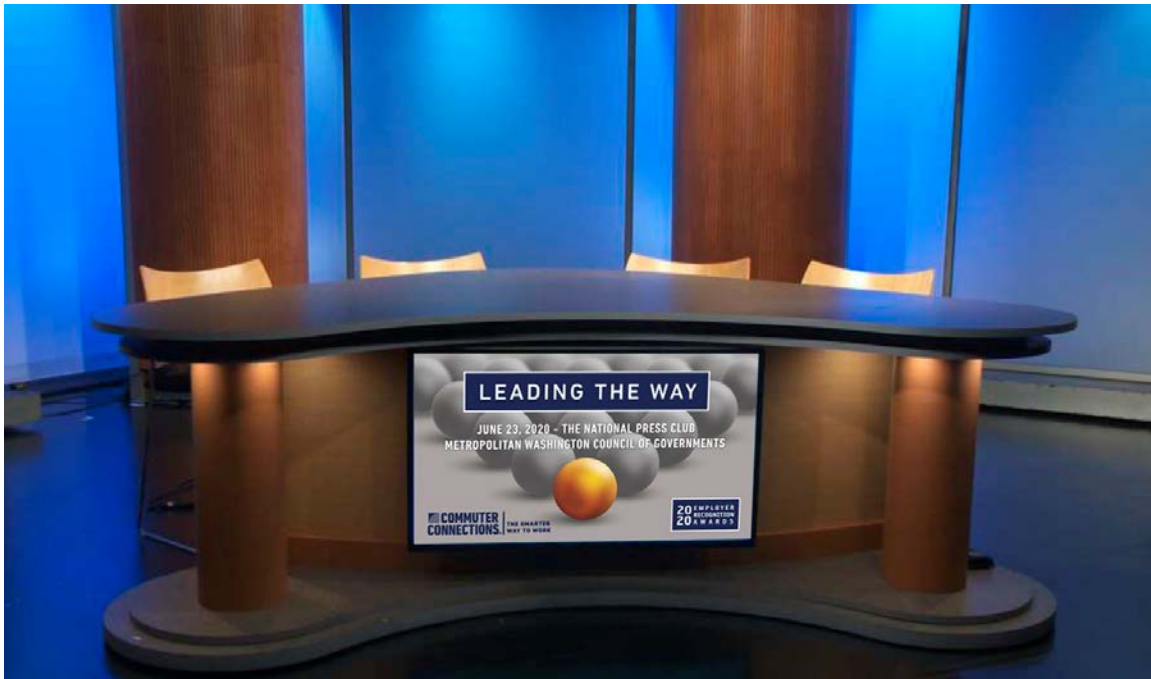 LEADING THE WAY
JUNE 23, 2020 - THE NATIONAL PRESS CLUB
METROPOLITAN WASHINGTON COUNCIL OF GOVERNMENTS
COMMUTER
CONNECTIONS.
THE SMARTER
WAY TO WORK
20
20
EMPLOYER
RECOGNITION
AWARDS